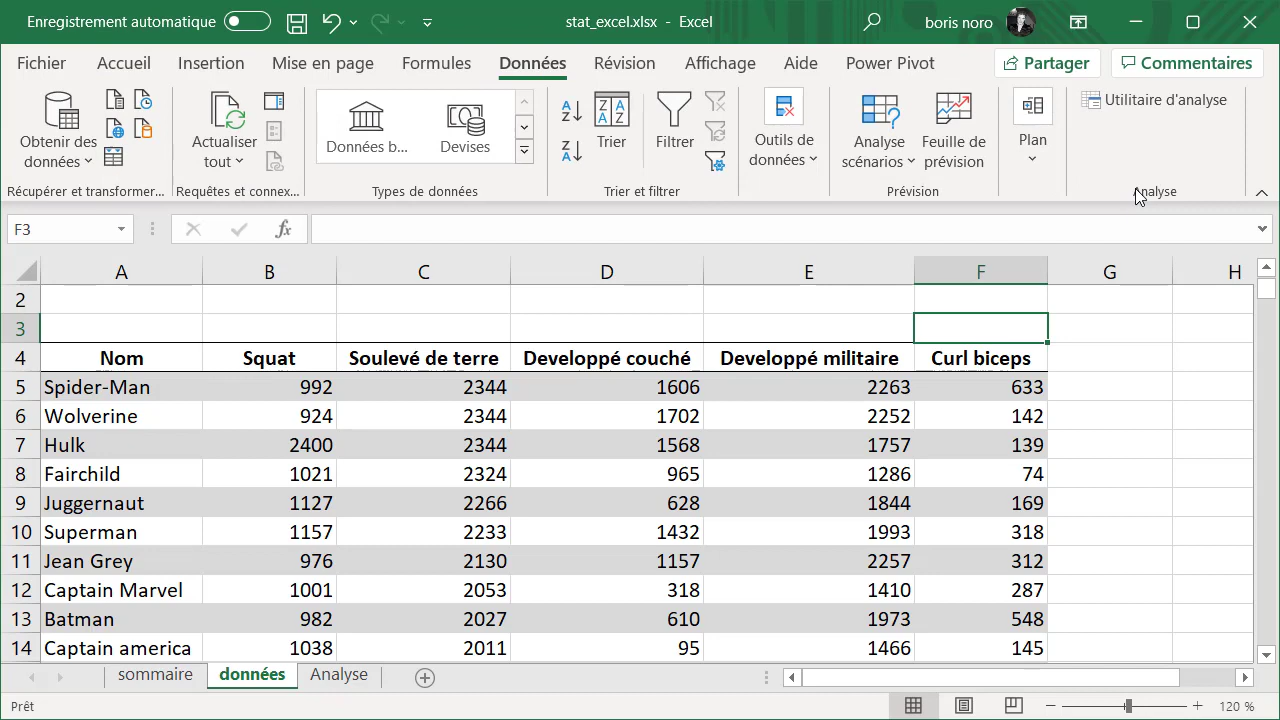 Enregistrement automatique stat_excel.xlsx - Excel boris noro
Fichier Accueil Insertion Mise en page Formules Données Révision Affichage Aide Power Pivot Partager Commentaires
Obtenir des données
Actualiser tout
Données b... Devises
Trier
Filtrer
Outils de données
Analyse scénarios
Feuille de prévision
Plan
Utilitaire d'analyse
Récupérer et transformer... Requêtes et connex... Types de données Trier et filtrer Prévision Analyse
F3 fx
A B C D E F G H
2
3
4 Nom Squat Soulevé de terre Developpé couché Developpé militaire Curl biceps
5 Spider-Man 992 2344 1606 2263 633
6 Wolverine 924 2344 1702 2252 142
7 Hulk 2400 2344 1568 1757 139
8 Fairchild 1021 2324 965 1286 74
9 Juggernaut 1127 2266 628 1844 169
10 Superman 1157 2233 1432 1993 318
11 Jean Grey 976 2130 1157 2257 312
12 Captain Marvel 1001 2053 318 1410 287
13 Batman 982 2027 610 1973 548
14 Captain america 1038 2011 95 1466 145
sommaire données Analyse
Prêt 120 %